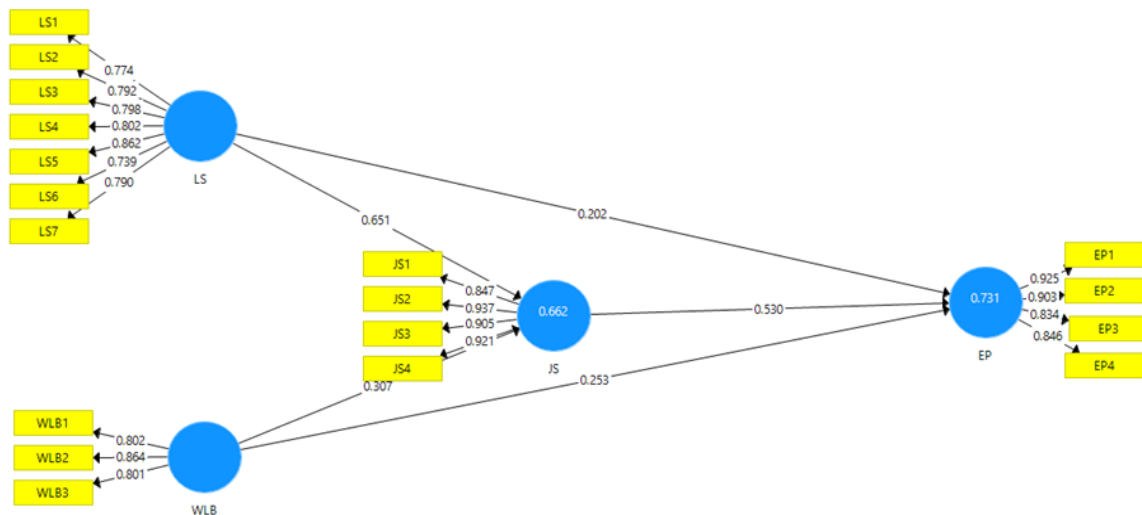 LS1
LS2
LS3
LS4
LS5
LS6
LS7
0.774
0.792
0.798
0.802
0.862
0.739
0.790
LS
0.651
0.202
JS1
JS2
JS3
JS4
0.847
0.937
0.905
0.921
0.662
JS
0.530
0.307
0.253
0.731
EP
0.925
0.903
0.834
0.846
EP1
EP2
EP3
EP4
WLB1
WLB2
WLB3
0.802
0.864
0.801
WLB